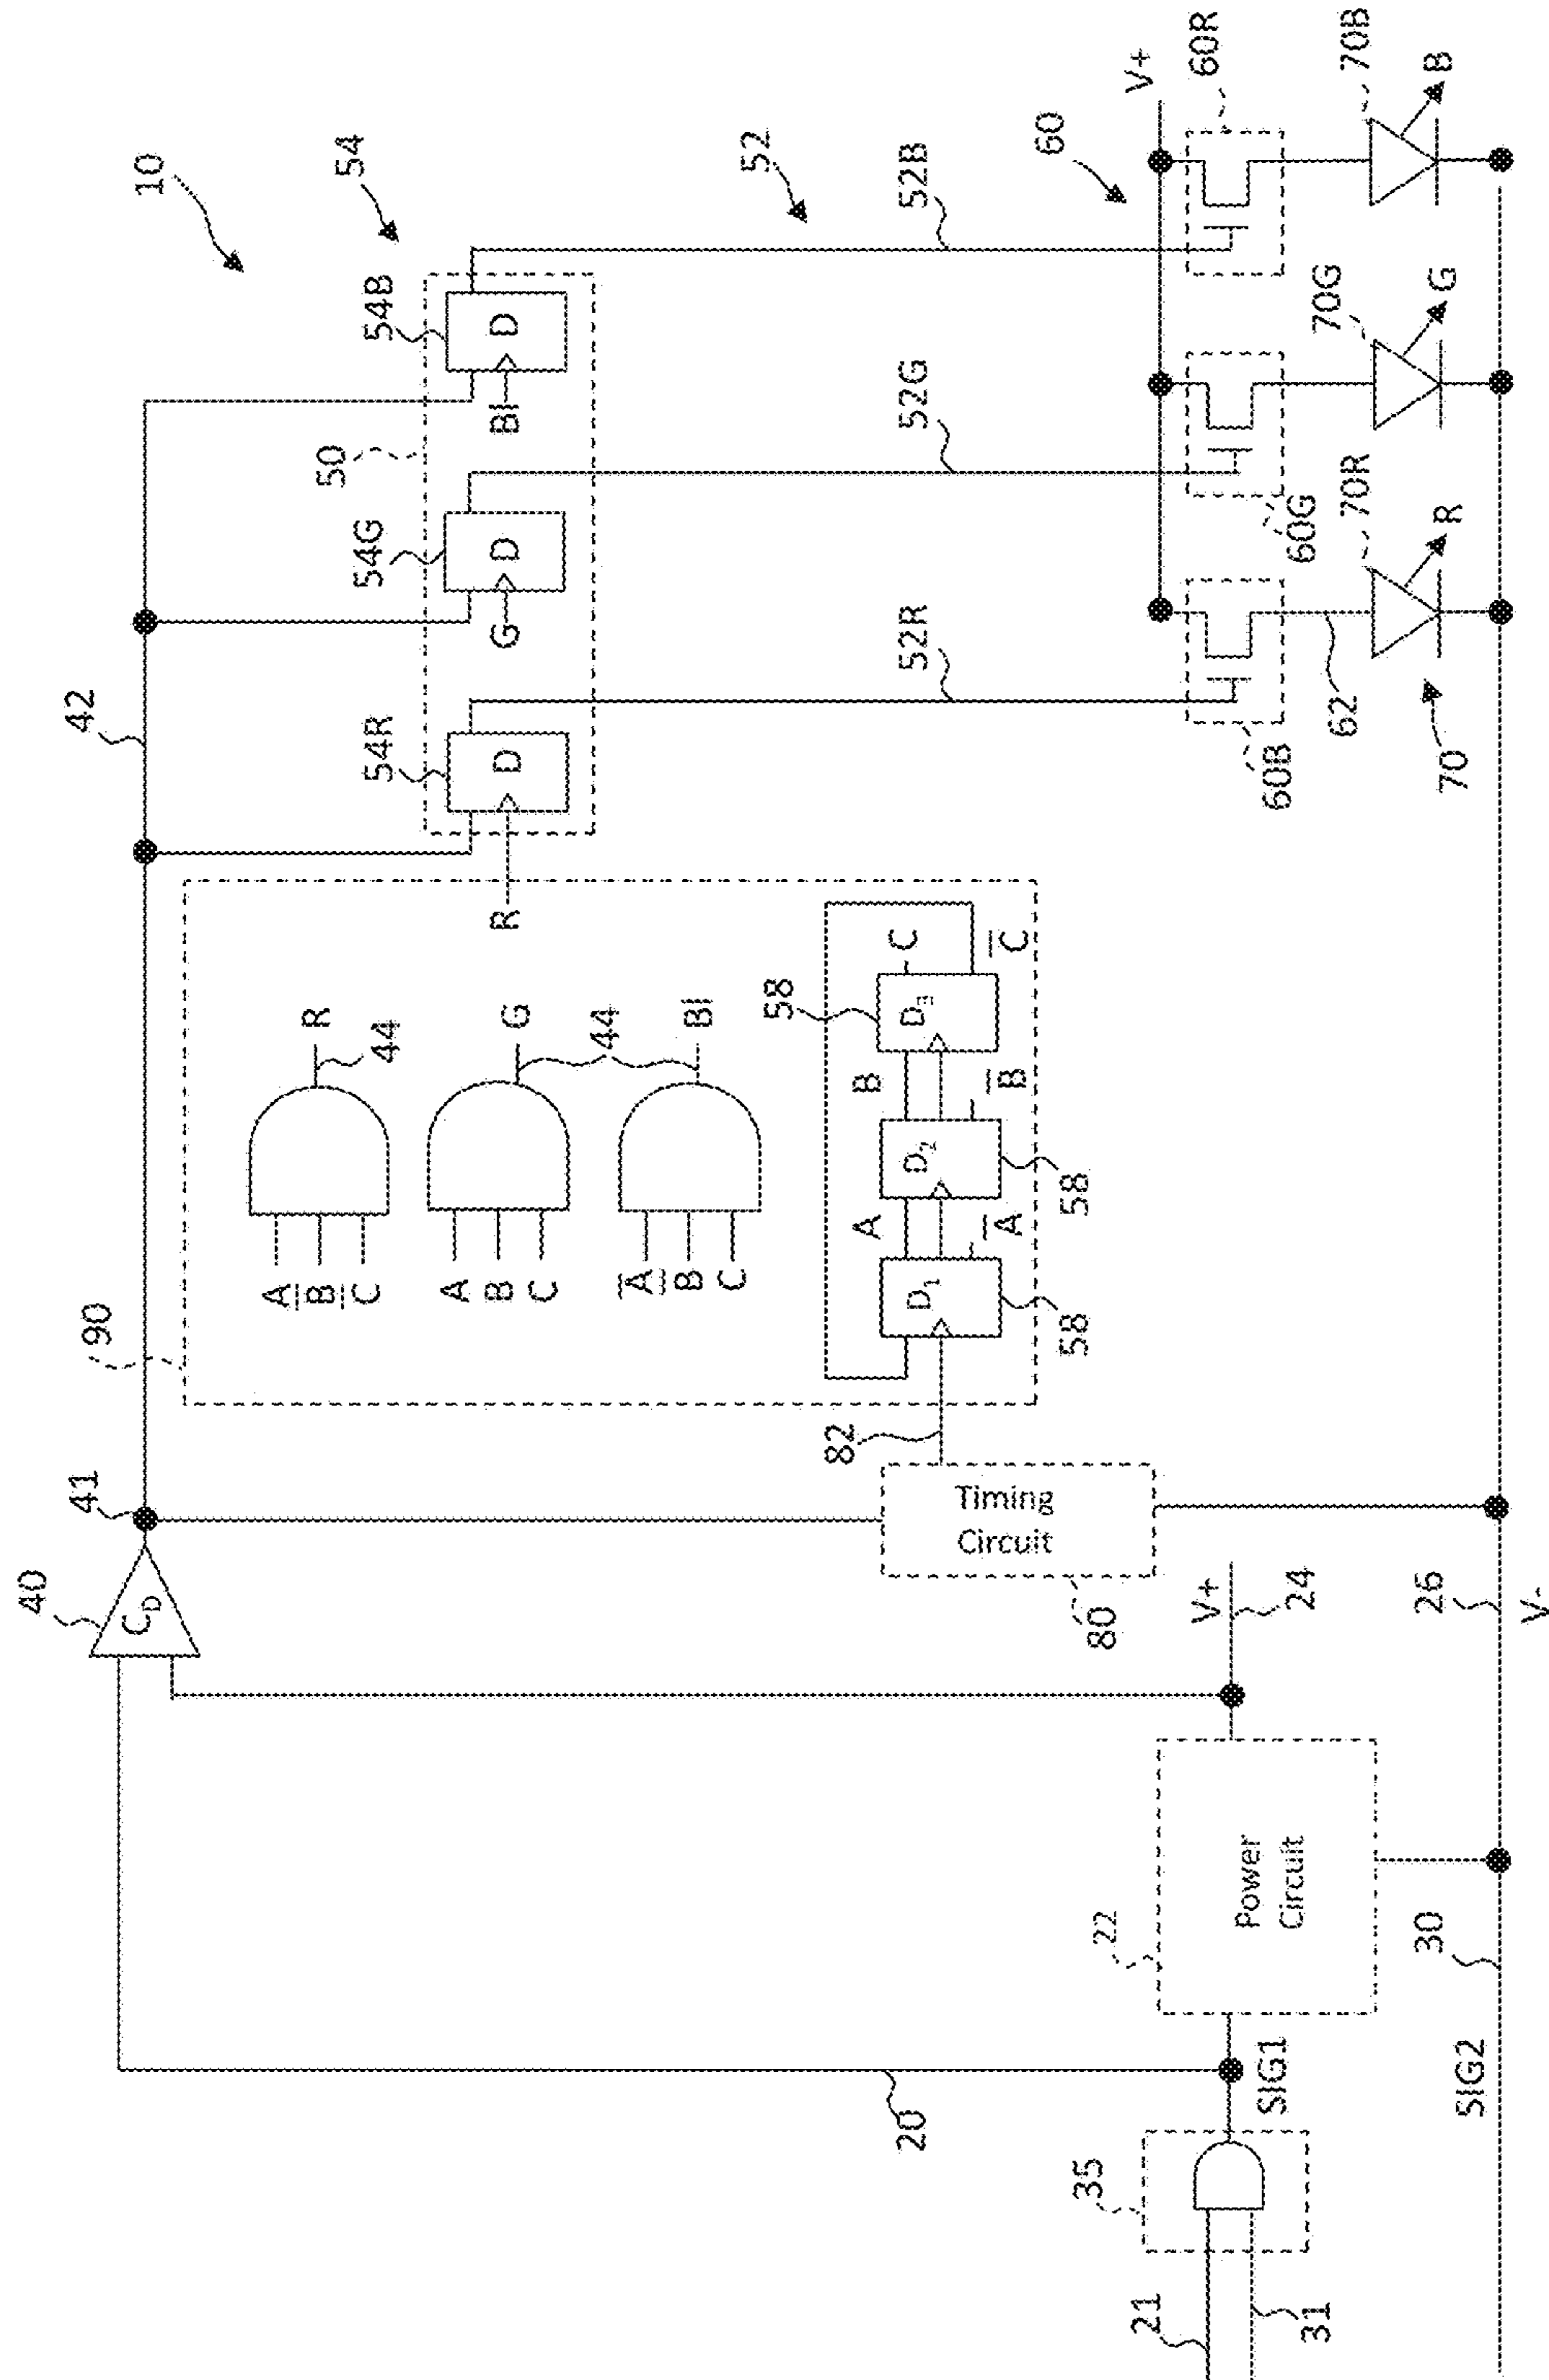 40
41
42
90
10
C_D
A
B̅
C̅
R
44
A
B
C
G
44
A̅
B̅
C
BI
54R
54G
54B
54
50
R
D
G
D
BI
D
82
58
58
58
D₁
D₂
D₃
A
A̅
B
B̅
C
C̅
20
52R
52G
52B
52
Timing
Circuit
80
35
21
31
SIG1
22
Power
Circuit
V+
24
60
V+
60B
60G
60R
62
70R
70G
70B
70
R
G
B
SIG2
30
26
V-